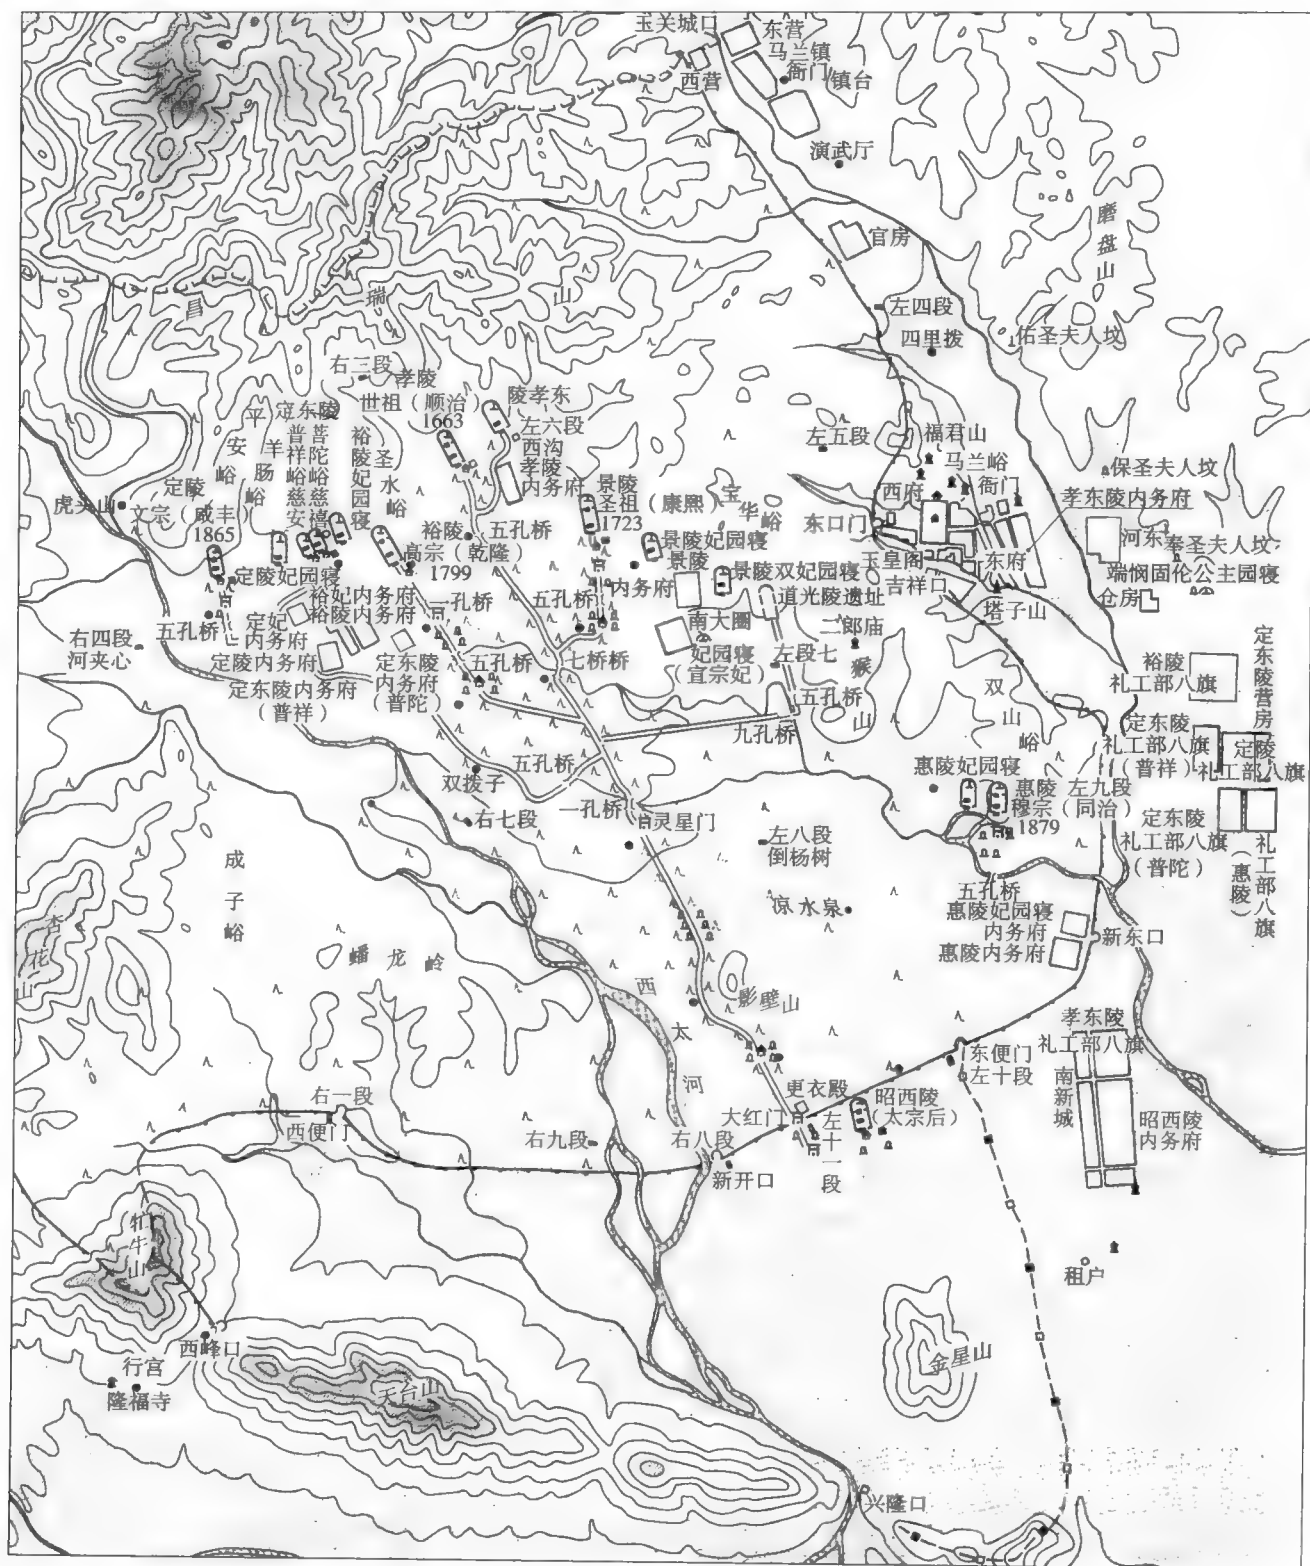 玉关城口
东营
马兰镇
衙门
镇台
西营
演武厅
磨盘山
官房
昌
瑞
山
左四段
四里拨
佑圣夫人坟
右三段
孝陵
世祖（顺治）
1663
陵孝东
左六段
西沟
孝陵
内务府
平安峪
羊肠峪
定东陵
普祥峪慈安
菩陀峪慈禧
裕陵妃园寝
圣水峪
左五段
福君山
马兰峪
衙门
保圣夫人坟
西府
孝东陵内务府
虎头山
定陵
文宗（咸丰）
1865
景陵
圣祖（康熙）
1723
宝华峪
东口门
河东
奉圣夫人坟
裕陵
高宗（乾隆）
1799
五孔桥
景陵妃园寝
景陵
内务府
景陵双妃园寝
道光陵遗址
玉皇阁
吉祥口
东府
端悯固伦公主园寝
仓房
塔子山
定陵妃园寝
裕妃内务府
裕陵内务府
一孔桥
五孔桥
南大圈
二郎庙
右四段
河夹心
五孔桥
定妃
内务府
定陵内务府
定东陵内务府
（普祥）
定东陵
内务府
（普陀）
五孔桥
七桥桥
妃园寝
（宜宗妃）
左段七
猴山
五孔桥
双山峪
裕陵
礼工部八旗
定东陵营房
九孔桥
定东陵
礼工部八旗
（普祥）
定陵
礼工部八旗
双拨子
五孔桥
惠陵妃园寝
惠陵
穆宗（同治）
1879
左九段
右七段
一孔桥
灵星门
左八段
倒杨树
定东陵
礼工部八旗
（普陀）
礼工部八旗
（惠陵）
成子峪
凉水泉
五孔桥
惠陵妃园寝
内务府
惠陵内务府
新东口
杏花山
蟠龙岭
西太河
影壁山
孝东陵
礼工部八旗
东便门
左十段
南新城
右一段
西便门
更衣殿
大红门
昭西陵
（太宗后）
昭西陵
内务府
右九段
右八段
左十一段
新开口
牤牛山
租户
西峰口
行宫
隆福寺
天台山
金星山
兴隆口